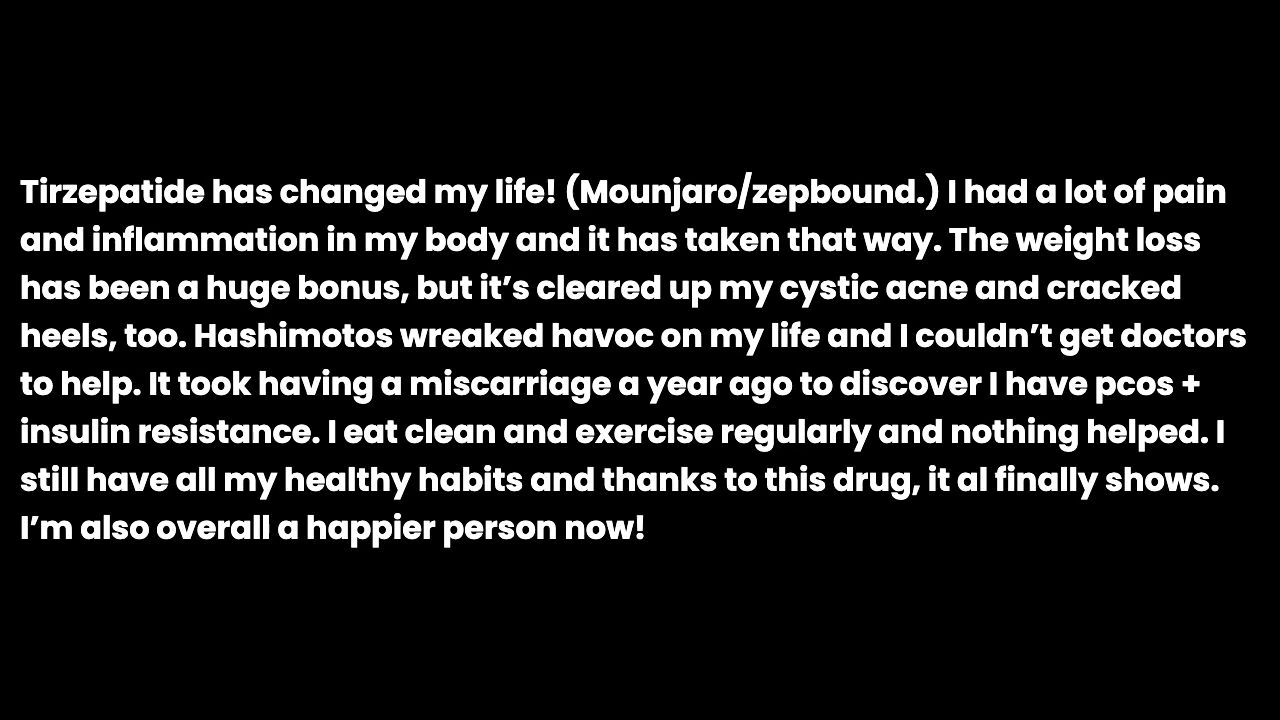 Tirzepatide has changed my life! (Mounjaro/zepbound.) I had a lot of pain
and inflammation in my body and it has taken that way. The weight loss
has been a huge bonus, but it’s cleared up my cystic acne and cracked
heels, too. Hashimotos wreaked havoc on my life and I couldn’t get doctors
to help. It took having a miscarriage a year ago to discover I have pcos +
insulin resistance. I eat clean and exercise regularly and nothing helped. I
still have all my healthy habits and thanks to this drug, it al finally shows.
I’m also overall a happier person now!